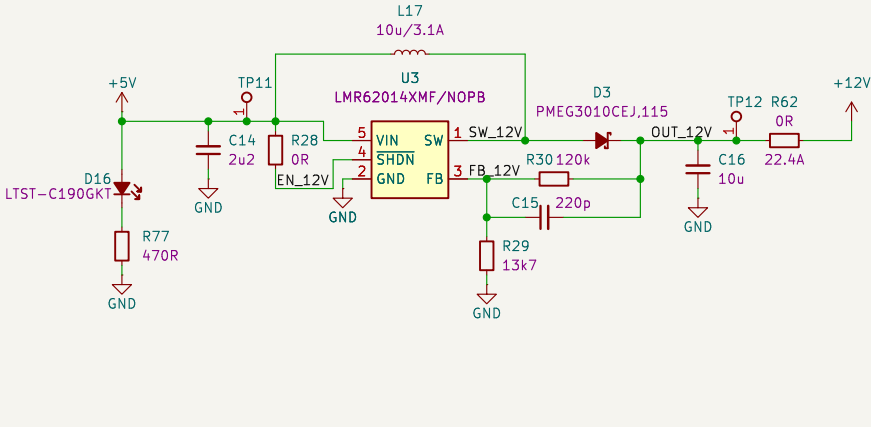 L17
10u/3.1A
U3
LMR62014XMF/NOPB
+5V
TP11
1
D3
PMEG3010CEJ,115
TP12
1
R62
0R
22.4A
+12V
C14
2u2
GND
R28
0R
EN_12V
5 VIN
4 SHDN
2 GND
SW 1
FB 3
SW_12V
FB_12V
OUT_12V
GND
R30 120k
C15 220p
C16
10u
GND
D16
LTST-C190GKT
R77
470R
GND
R29
13k7
GND